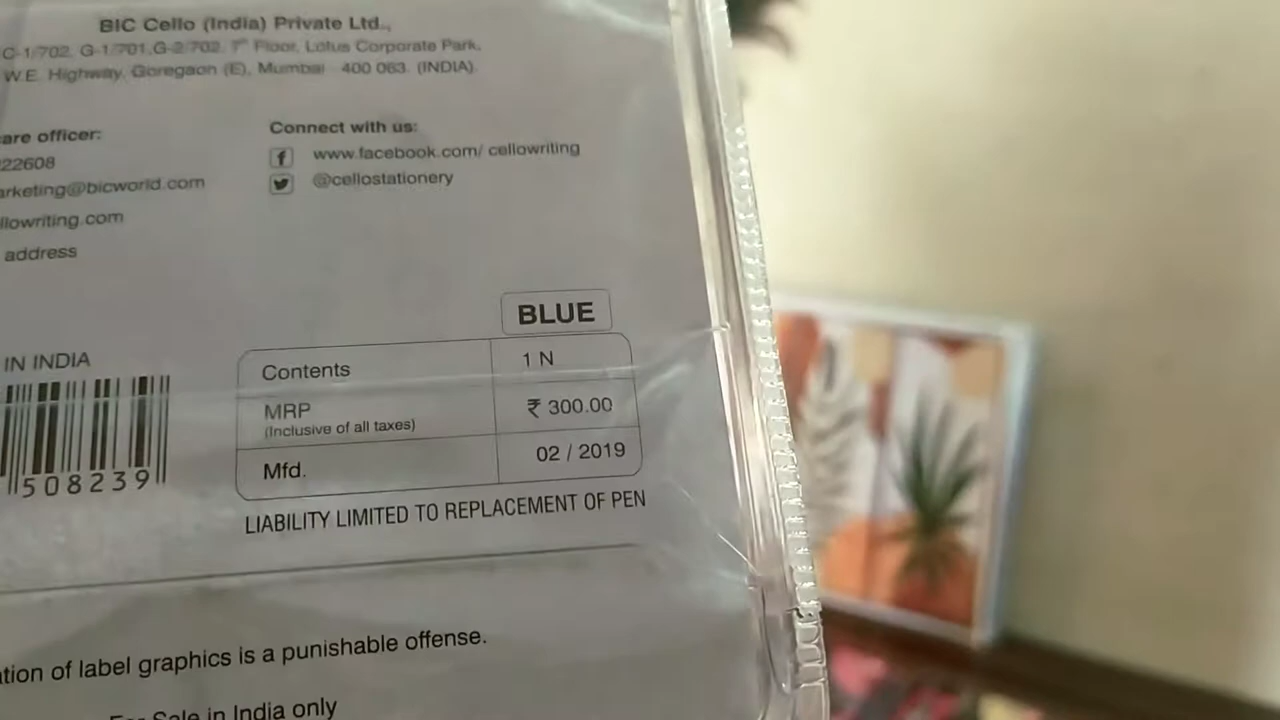 BIC Cello (India) Private Ltd.,
C-1/702, G-1/701,G-2/702, 7th Floor, Lotus Corporate Park,
W.E. Highway, Goregaon (E), Mumbai 400 063. (INDIA)
are officer:
22608
arketing@bicworld.com
llowriting.com
address
Connect with us:
www.facebook.com/ cellowriting
@cellostationery
BLUE
IN INDIA
508239
Contents 1 N
MRP ₹ 300.00
(Inclusive of all taxes)
Mfd. 02 / 2019
LIABILITY LIMITED TO REPLACEMENT OF PEN
ation of label graphics is a punishable offense.
For Sale in India only